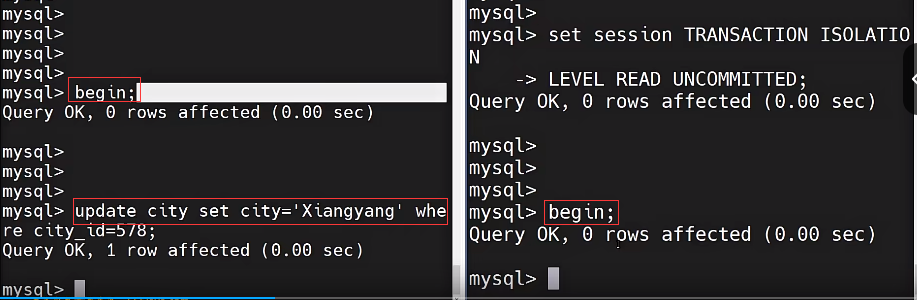 mysql>
mysql>
mysql>
mysql>
mysql> begin;
Query OK, 0 rows affected (0.00 sec)
mysql>
mysql>
mysql>
mysql> update city set city='Xiangyang' whe
re city_id=578;
Query OK, 1 row affected (0.00 sec)
mysql>
mysql>
mysql> set session TRANSACTION ISOLATIO
N
-> LEVEL READ UNCOMMITTED;
Query OK, 0 rows affected (0.00 sec)
mysql>
mysql>
mysql>
mysql> begin;
Query OK, 0 rows affected (0.00 sec)
mysql>